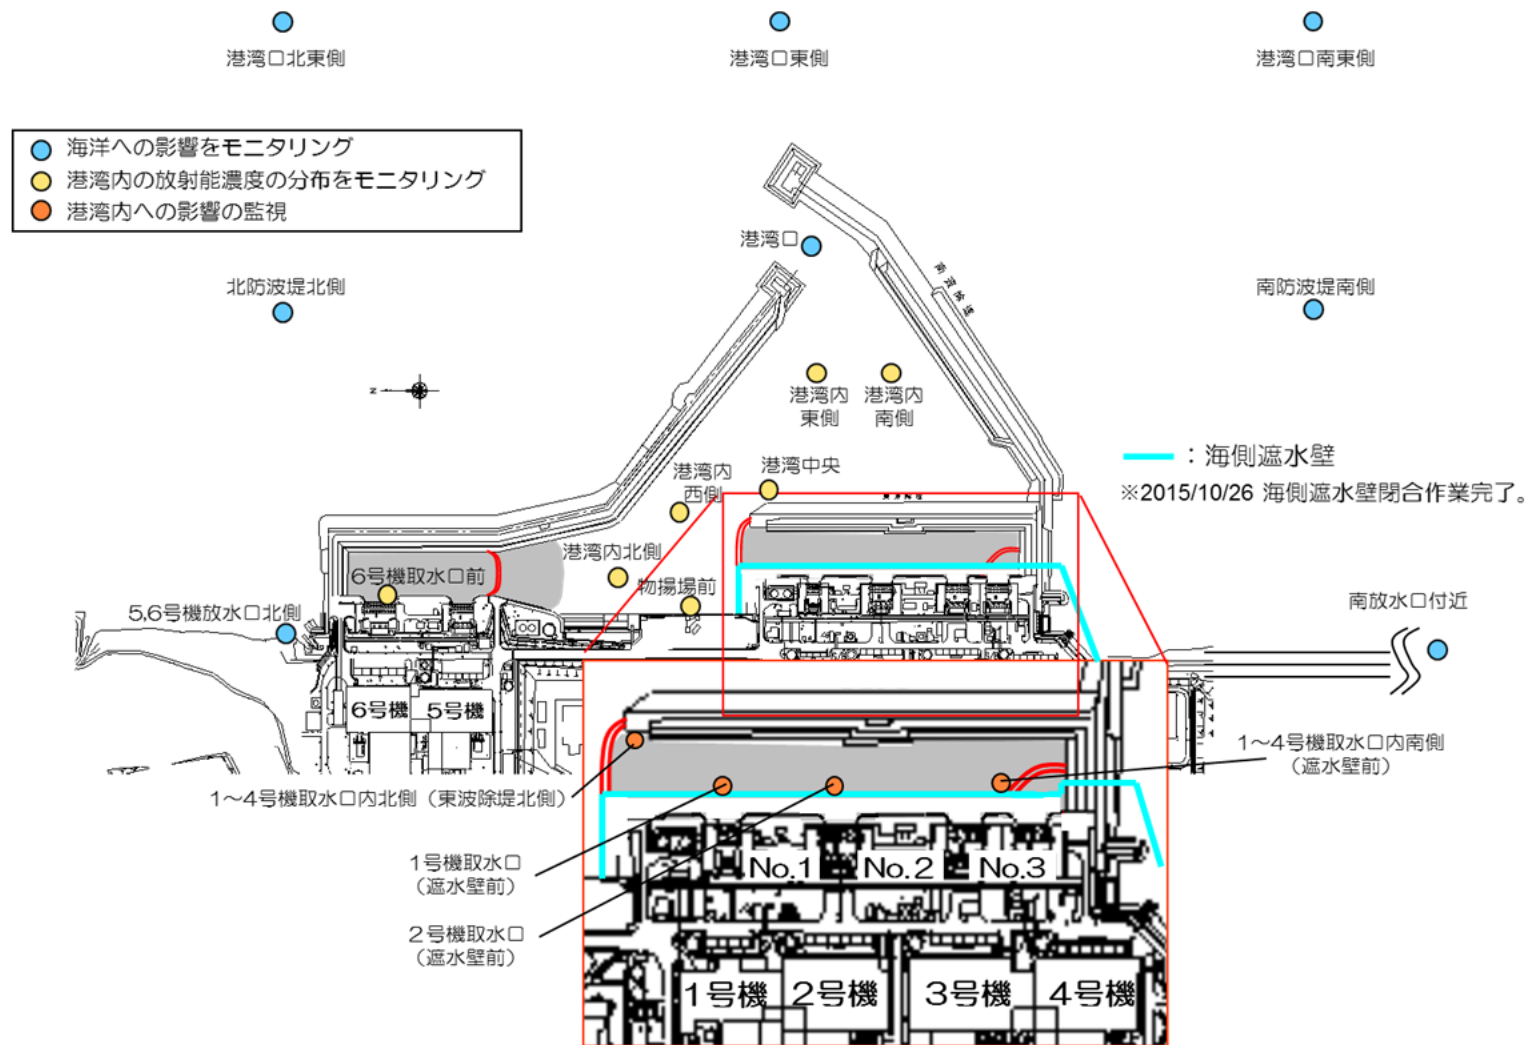 港湾口北東側
港湾口東側
港湾口南東側
海洋への影響をモニタリング
港湾内の放射能濃度の分布をモニタリング
港湾内への影響の監視
港湾口
北防波堤北側
南防波堤南側
N
港湾内
東側
港湾内
南側
港湾内
西側
港湾中央
：海側遮水壁
※2015/10/26 海側遮水壁閉合作業完了。
港湾内北側
6号機取水口前
物揚場前
5,6号機放水口北側
南放水口付近
6号機
5号機
1～4号機取水口内南側
（遮水壁前）
1～4号機取水口内北側（東波除堤北側）
1号機取水口
（遮水壁前）
2号機取水口
（遮水壁前）
No.1
No.2
No.3
1号機
2号機
3号機
4号機